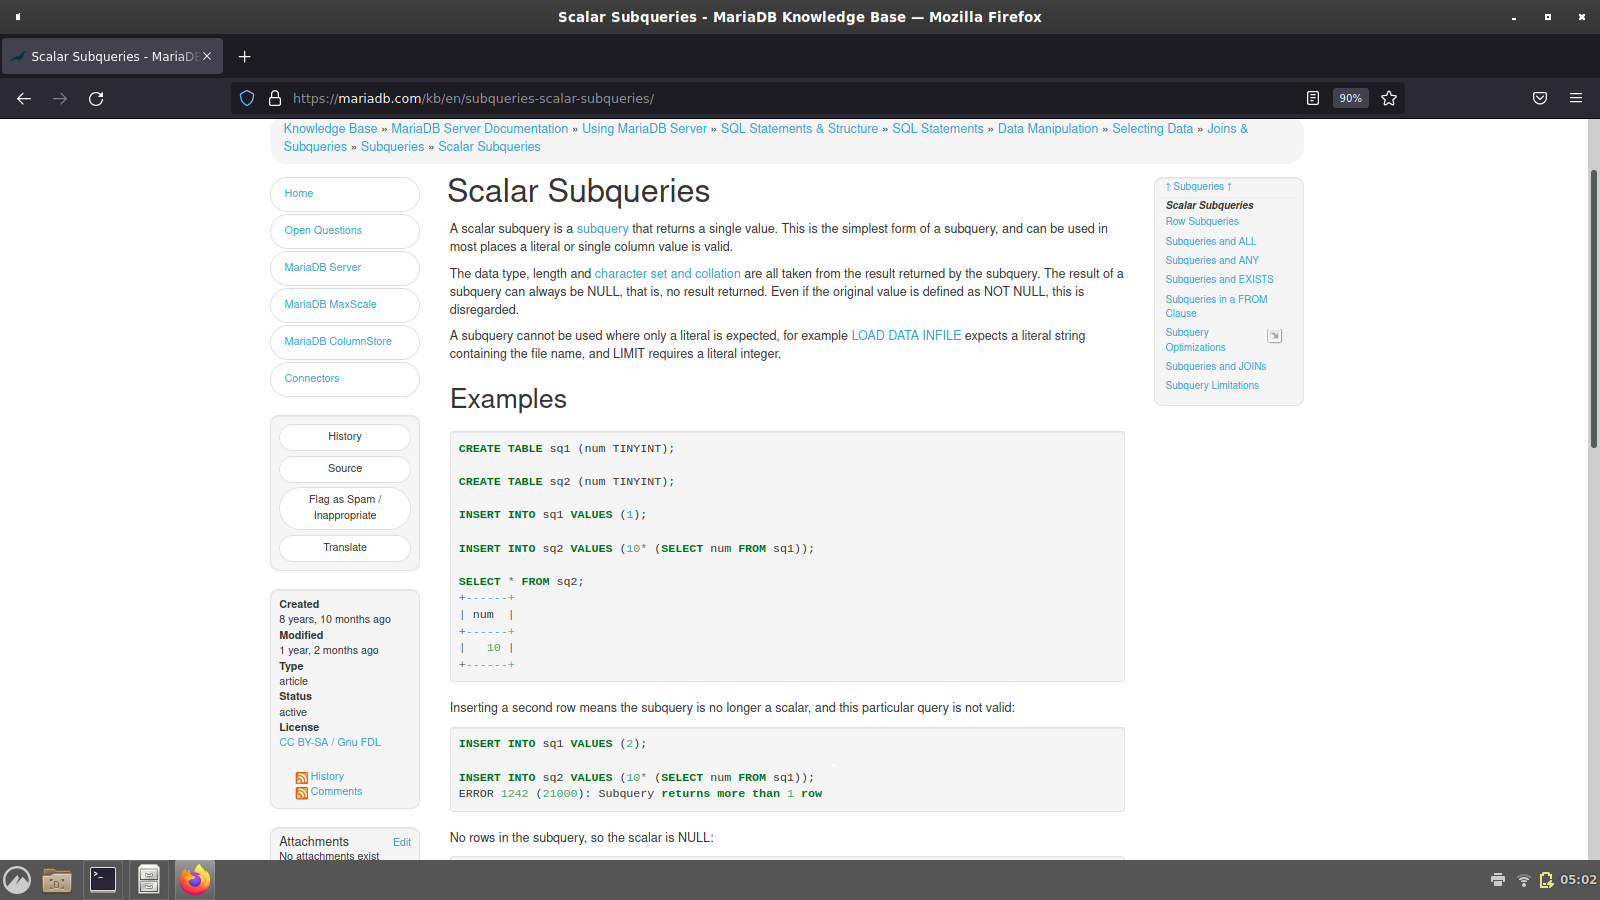 Scalar Subqueries - MariaDB Knowledge Base — Mozilla Firefox
Scalar Subqueries - MariaDB
https://mariadb.com/kb/en/subqueries-scalar-subqueries/
90%
Knowledge Base » MariaDB Server Documentation » Using MariaDB Server » SQL Statements & Structure » SQL Statements » Data Manipulation » Selecting Data » Joins &
Subqueries » Subqueries » Scalar Subqueries
Home
Open Questions
MariaDB Server
MariaDB MaxScale
MariaDB ColumnStore
Connectors
History
Source
Flag as Spam /
Inappropriate
Translate
Created
8 years, 10 months ago
Modified
1 year, 2 months ago
Type
article
Status
active
License
CC BY-SA / Gnu FDL
History
Comments
Attachments Edit
No attachments exist
Scalar Subqueries
A scalar subquery is a subquery that returns a single value. This is the simplest form of a subquery, and can be used in
most places a literal or single column value is valid.
The data type, length and character set and collation are all taken from the result returned by the subquery. The result of a
subquery can always be NULL, that is, no result returned. Even if the original value is defined as NOT NULL, this is
disregarded.
A subquery cannot be used where only a literal is expected, for example LOAD DATA INFILE expects a literal string
containing the file name, and LIMIT requires a literal integer.
Examples
CREATE TABLE sq1 (num TINYINT);
CREATE TABLE sq2 (num TINYINT);
INSERT INTO sq1 VALUES (1);
INSERT INTO sq2 VALUES (10* (SELECT num FROM sq1));
SELECT * FROM sq2;
+------+
| num  |
+------+
|   10 |
+------+
Inserting a second row means the subquery is no longer a scalar, and this particular query is not valid:
INSERT INTO sq1 VALUES (2);
INSERT INTO sq2 VALUES (10* (SELECT num FROM sq1));
ERROR 1242 (21000): Subquery returns more than 1 row
No rows in the subquery, so the scalar is NULL:
↑ Subqueries ↑
Scalar Subqueries
Row Subqueries
Subqueries and ALL
Subqueries and ANY
Subqueries and EXISTS
Subqueries in a FROM
Clause
Subquery
Optimizations
Subqueries and JOINs
Subquery Limitations
05:02